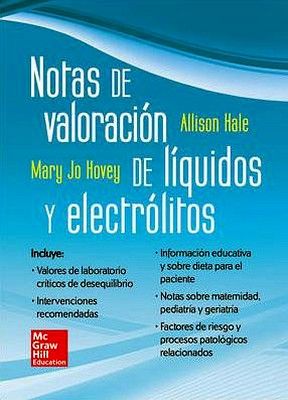 Notas DE
valoración Allison Hale
Mary Jo Hovey DE líquidos
Y electrólitos
Incluye:
• Valores de laboratorio
críticos de desequilibrio
• Intervenciones
recomendadas
• Información educativa
y sobre dieta para el
paciente
• Notas sobre maternidad,
pediatría y geriatría
• Factores de riesgo y
procesos patológicos
relacionados
Mc
Graw
Hill
Education